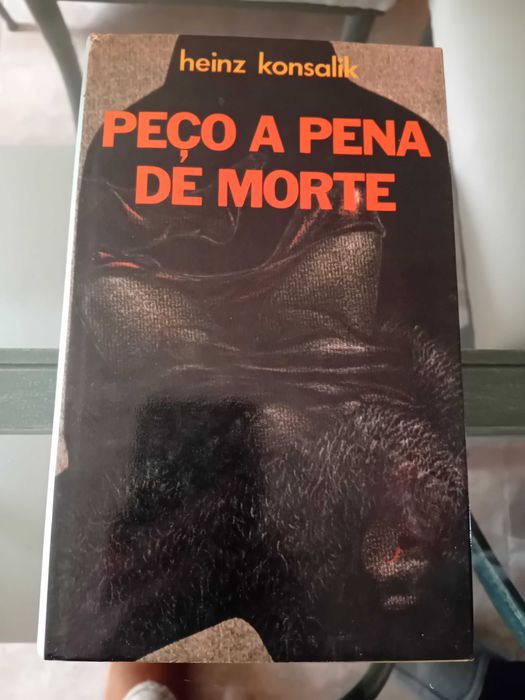 heinz konsalik
PEÇO A PENA
DE MORTE